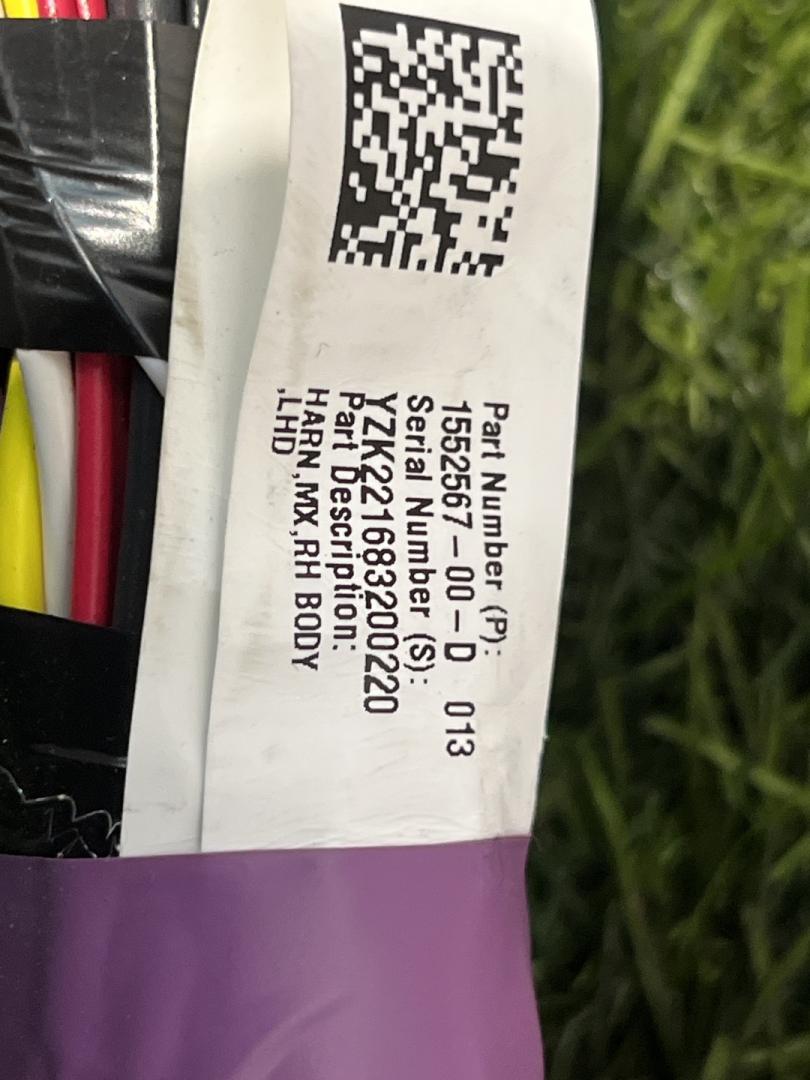 Part Number (P):
1552567-00-D 013
Serial Number (S):
YZK221683200220
Part Description:
HARN,MX,RH BODY
,LHD